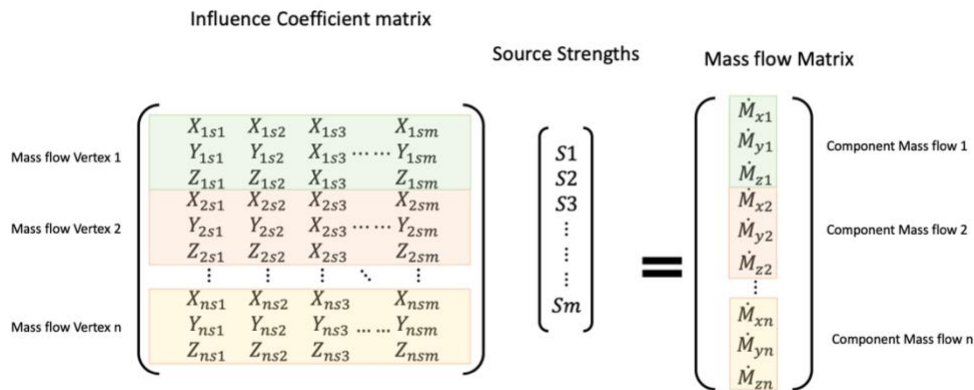 Influence Coefficient matrix
Source Strengths
Mass flow Matrix
Mass flow Vertex 1
X1s1 X1s2 X1s3 X1sm
Y1s1 Y1s2 X1s3 …… Y1sm
Z1s1 Z1s2 X1s3 Z1sm
Mass flow Vertex 2
X2s1 X2s2 X2s3 X2sm
Y2s1 Y2s2 X2s3 …… Y2sm
Z2s1 Z2s2 X2s3 Z2sm
⋮ ⋮ ⋮ ⋱ ⋮
Mass flow Vertex n
Xns1 Xns2 Xns3 Xnsm
Yns1 Yns2 Yns3 …… Ynsm
Zns1 Zns2 Zns3 Znsm
S1
S2
S3
⋮
⋮
⋮
Sm
=
Ṁx1
Ṁy1
Ṁz1
Component Mass flow 1
Ṁx2
Ṁy2
Ṁz2
Component Mass flow 2
⋮
Ṁxn
Ṁyn
Ṁzn
Component Mass flow n